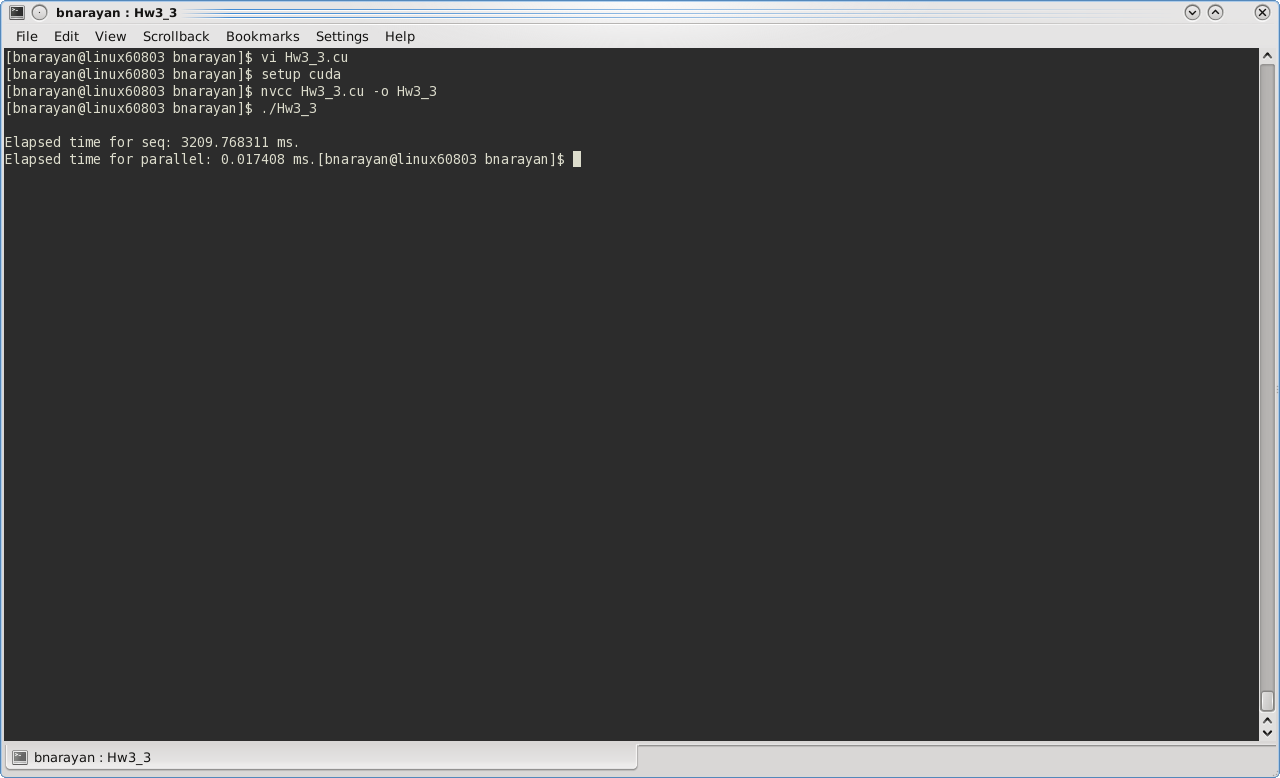 bnarayan : Hw3_3
File Edit View Scrollback Bookmarks Settings Help
[bnarayan@linux60803 bnarayan]$ vi Hw3_3.cu
[bnarayan@linux60803 bnarayan]$ setup cuda
[bnarayan@linux60803 bnarayan]$ nvcc Hw3_3.cu -o Hw3_3
[bnarayan@linux60803 bnarayan]$ ./Hw3_3
Elapsed time for seq: 3209.768311 ms.
Elapsed time for parallel: 0.017408 ms.[bnarayan@linux60803 bnarayan]$
bnarayan : Hw3_3